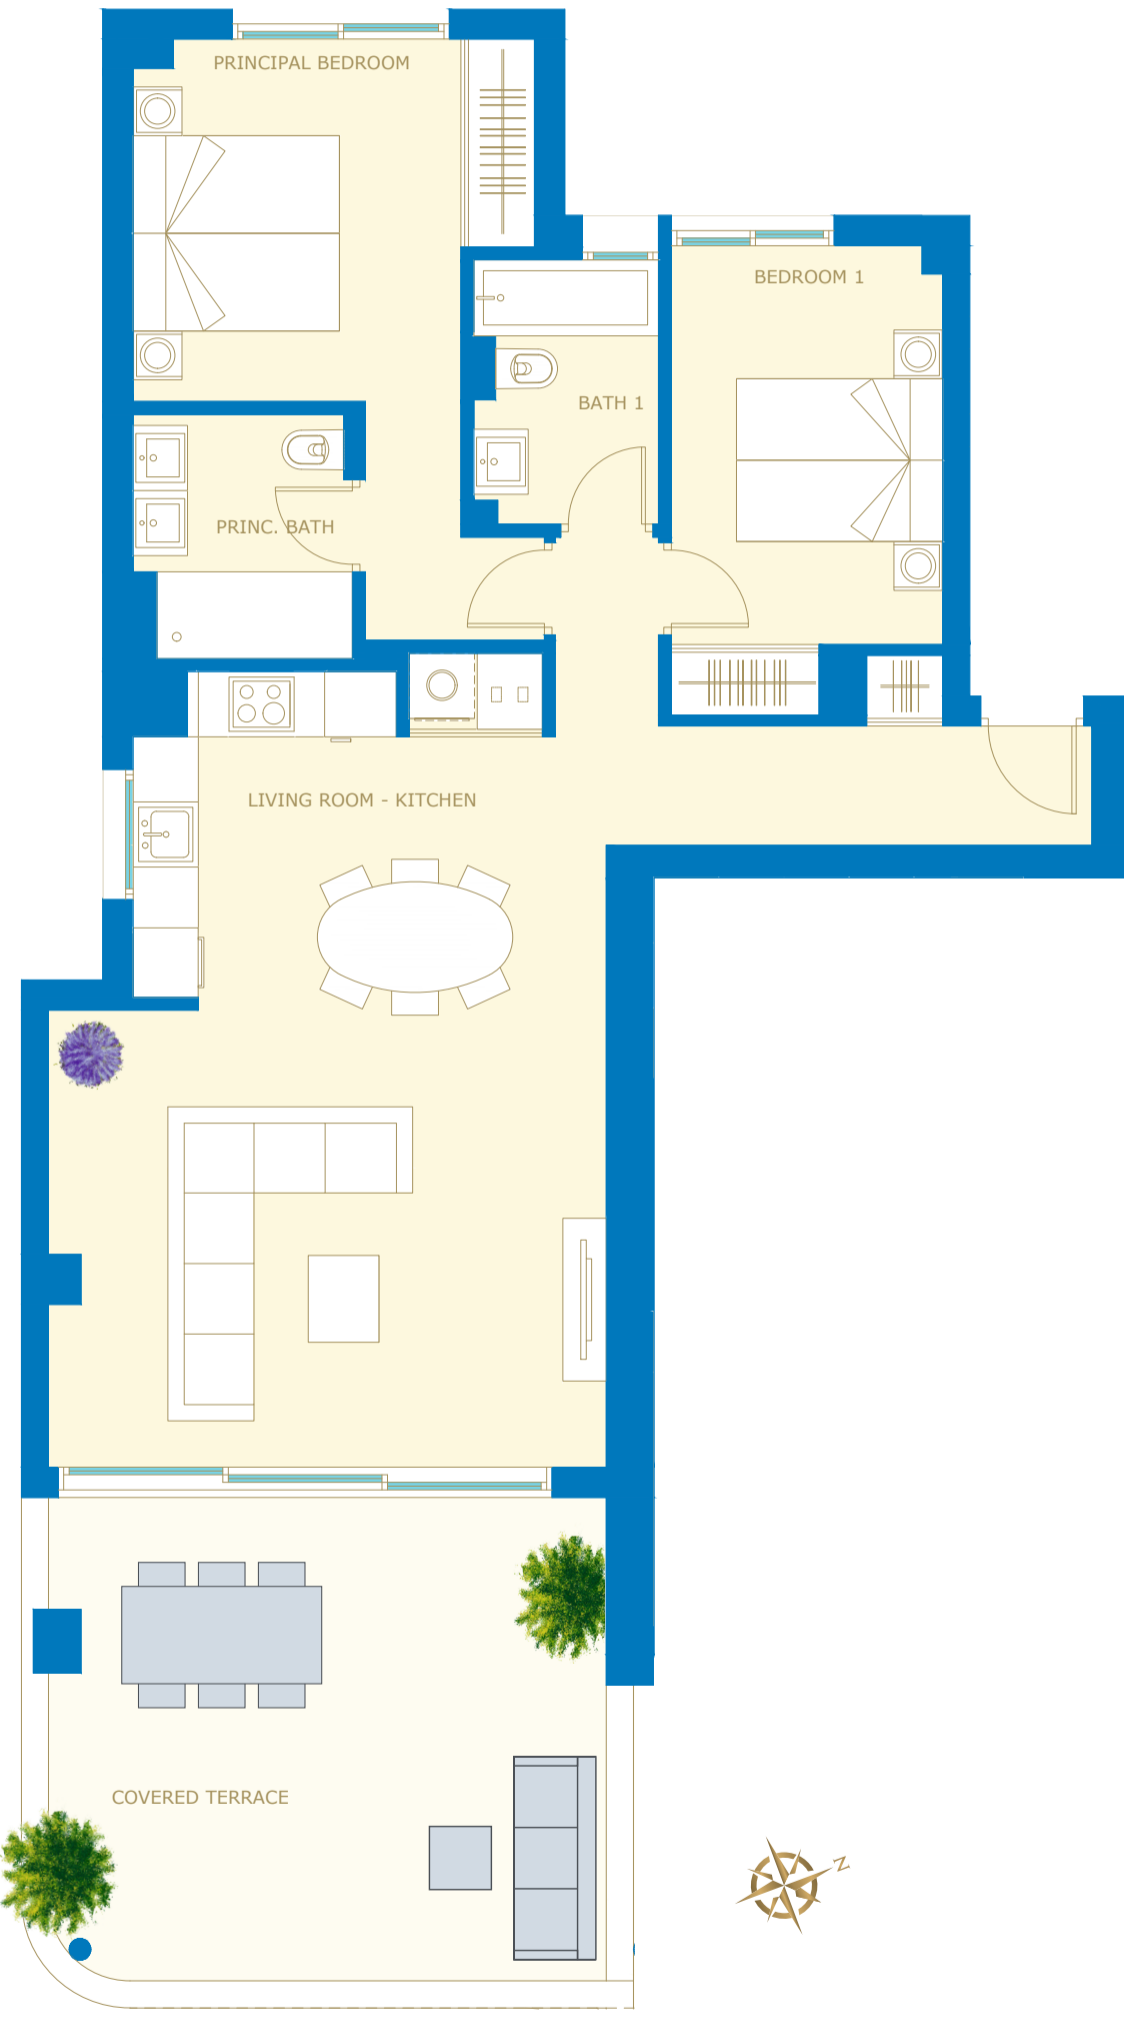 PRINCIPAL BEDROOM
BEDROOM 1
BATH 1
PRINC. BATH
LIVING ROOM - KITCHEN
COVERED TERRACE
N